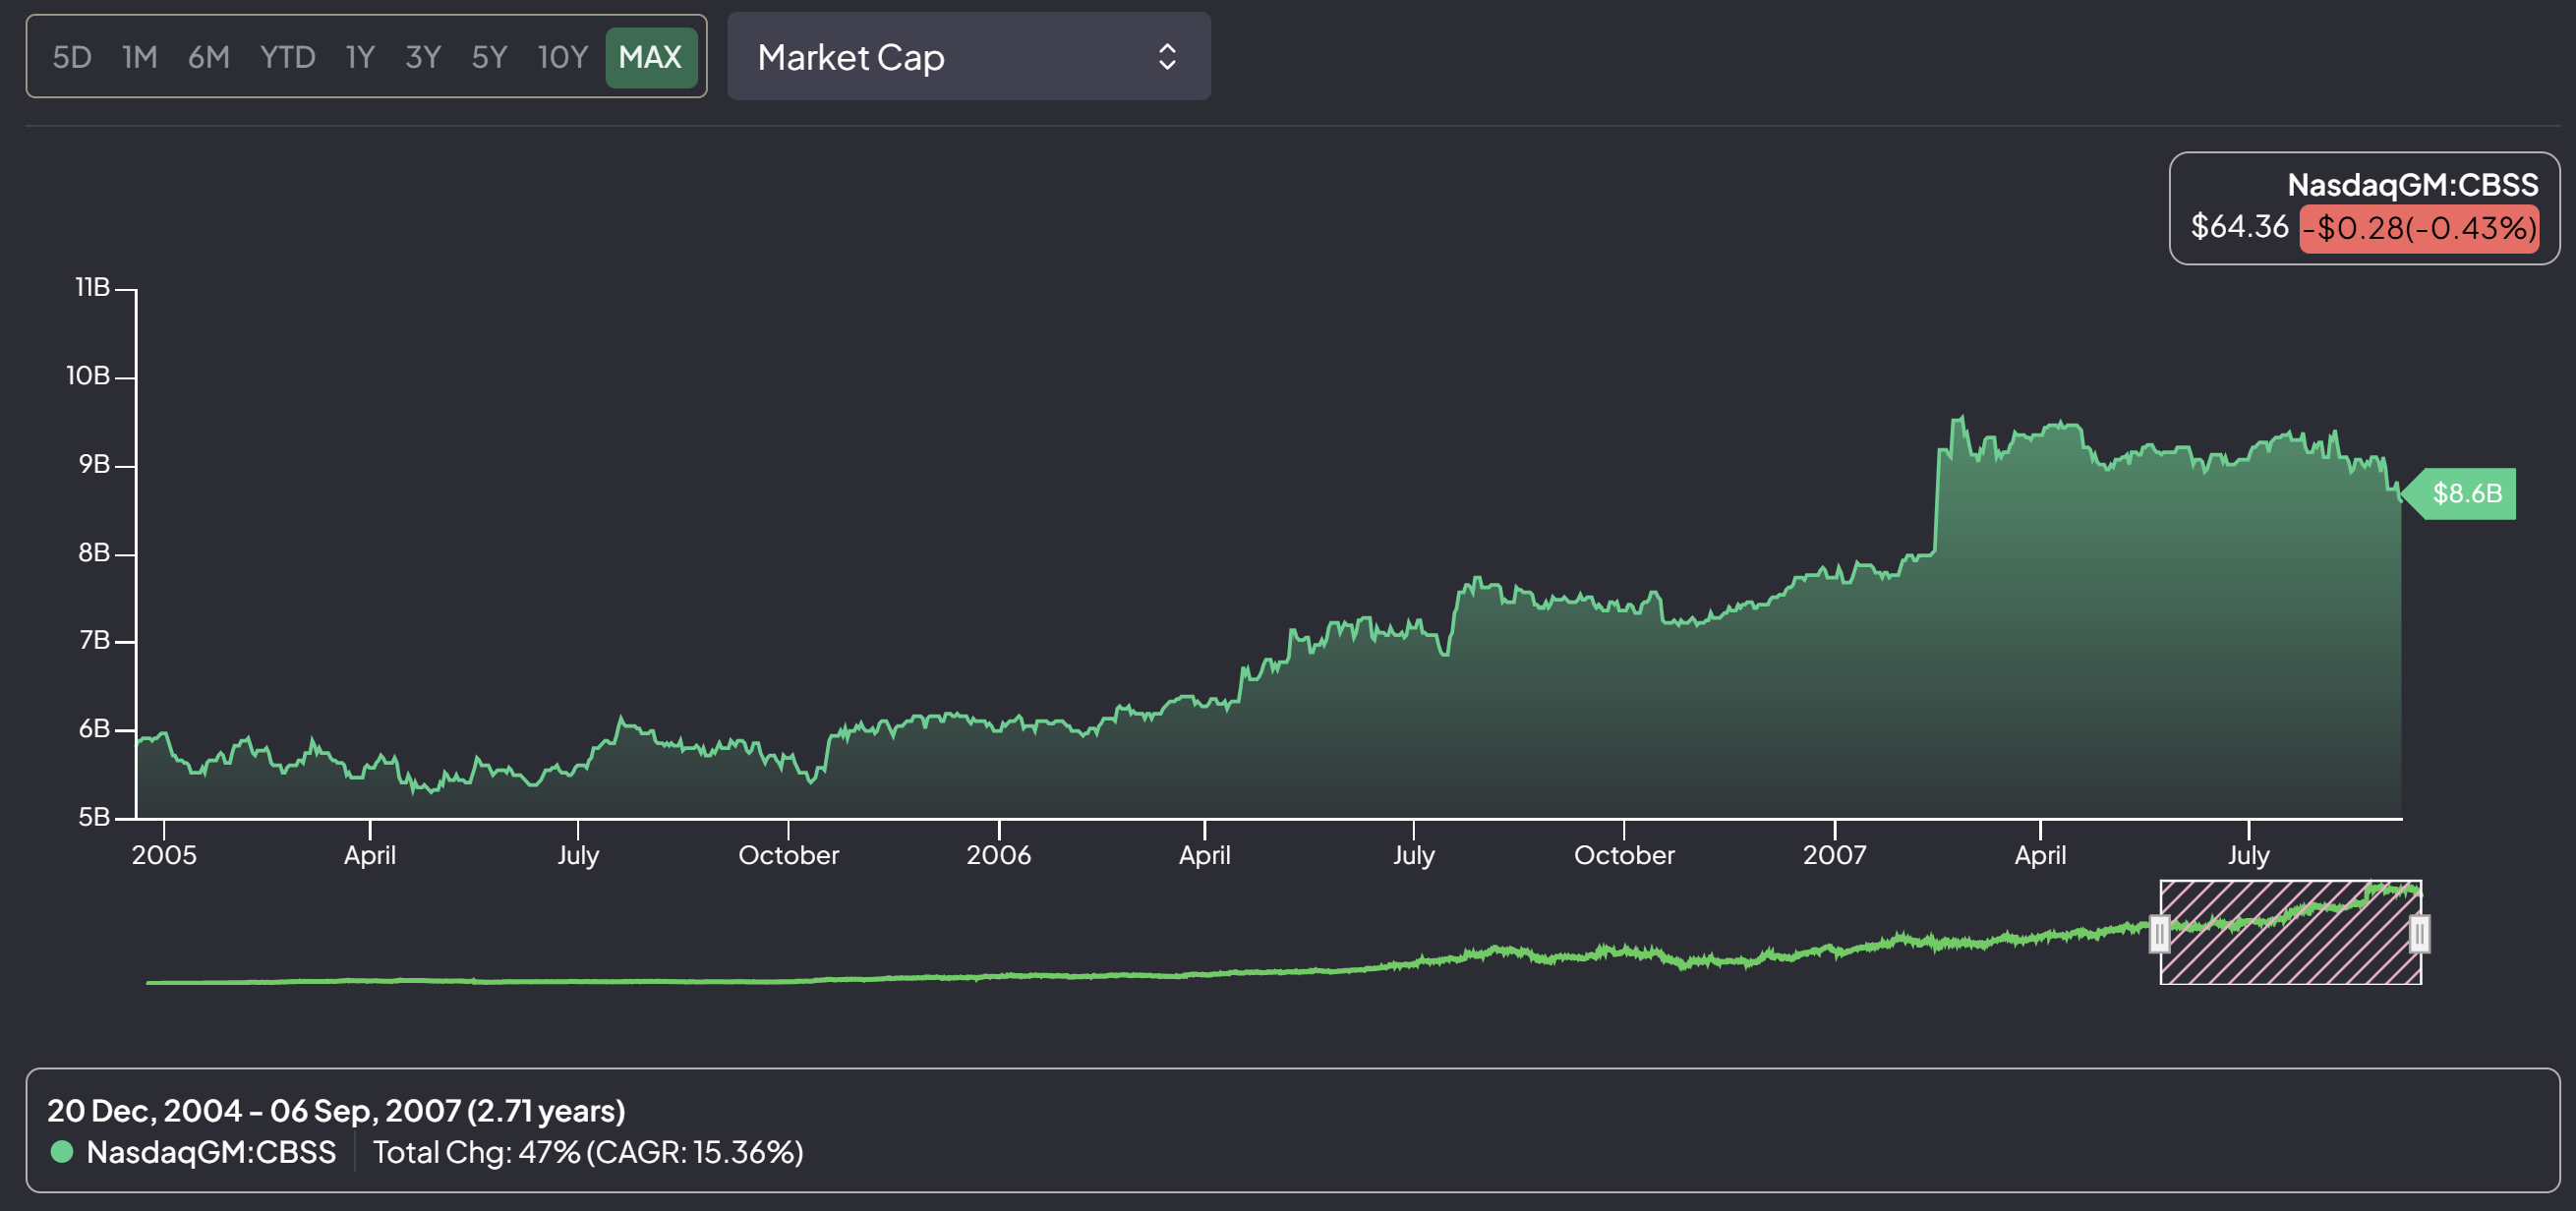 5D 1M 6M YTD 1Y 3Y 5Y 10Y MAX Market Cap
NasdaqGM:CBSS
$64.36 -$0.28(-0.43%)
11B
10B
9B
8B
7B
6B
5B
$8.6B
2005 April July October 2006 April July October 2007 April July
20 Dec, 2004 - 06 Sep, 2007 (2.71 years)
NasdaqGM:CBSS Total Chg: 47% (CAGR: 15.36%)